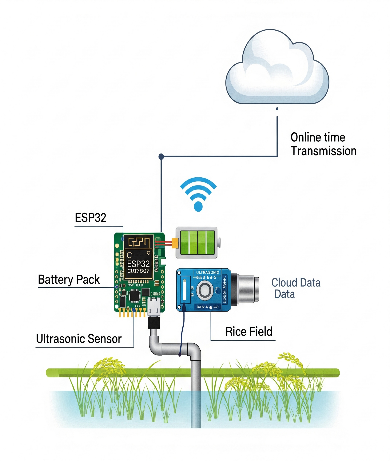 Online time
Transmission
ESP32
ESP32
Battery Pack
Cloud Data
Data
Ultrasonic Sensor
Rice Field